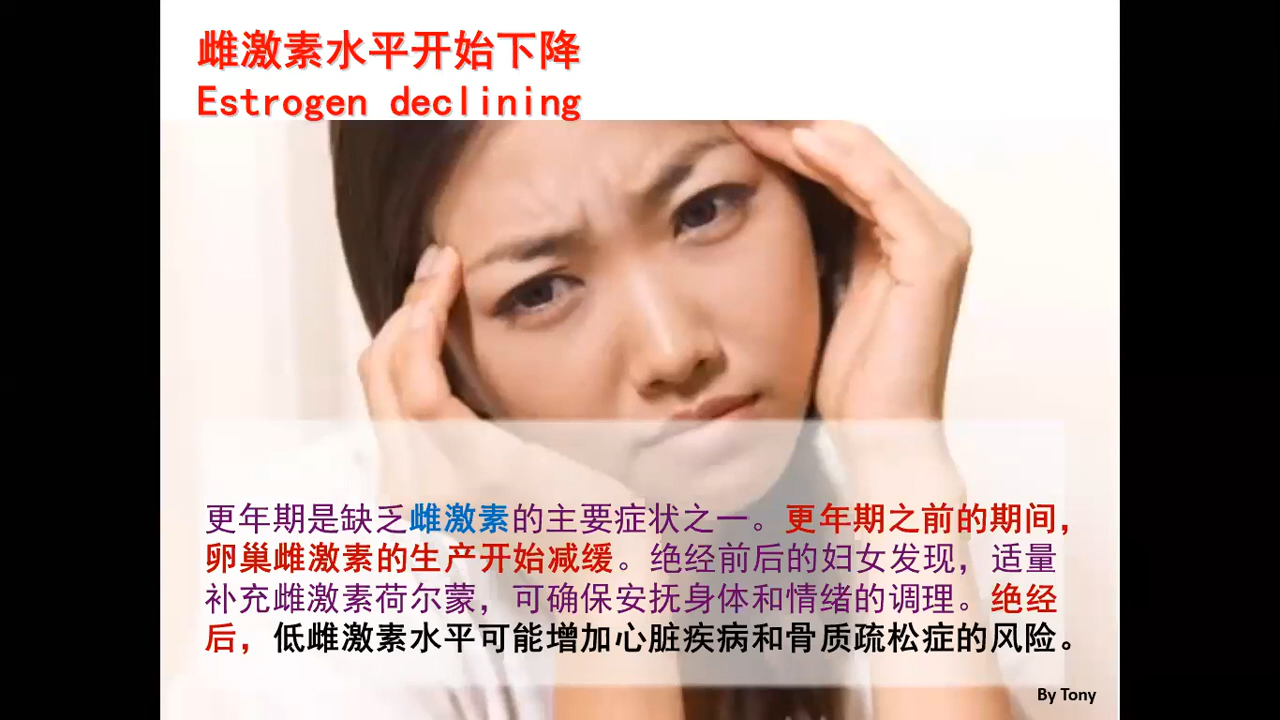 雌激素水平开始下降
Estrogen declining
更年期是缺乏雌激素的主要症状之一。更年期之前的期间，
卵巢雌激素的生产开始减缓。绝经前后的妇女发现，适量
补充雌激素荷尔蒙，可确保安抚身体和情绪的调理。绝经
后，低雌激素水平可能增加心脏疾病和骨质疏松症的风险。
By Tony